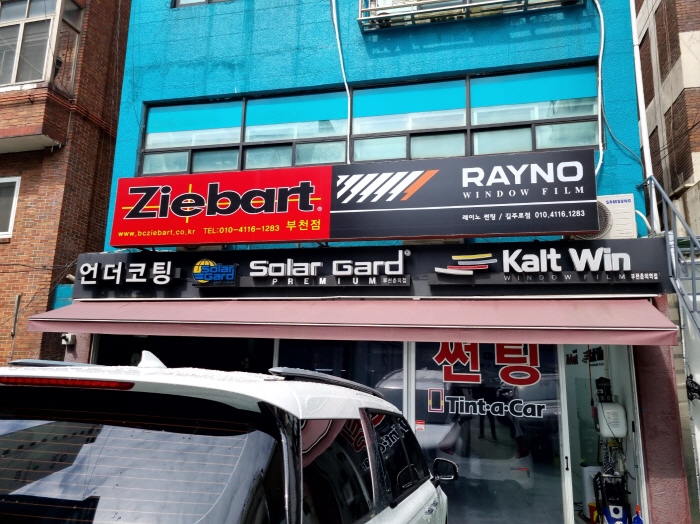 Ziebart®
www.bcziebart.co.kr TEL:010-4116-1283 부천점
RAYNO
WINDOW FILM
레이노 썬팅 / 길주로점 010.4116.1283
SAMSUNG
언더코팅
Solar Gard
Solar Gard®
PREMIUM
Kalt Win
WINDOW FILM
썬팅
Tint-a-Car